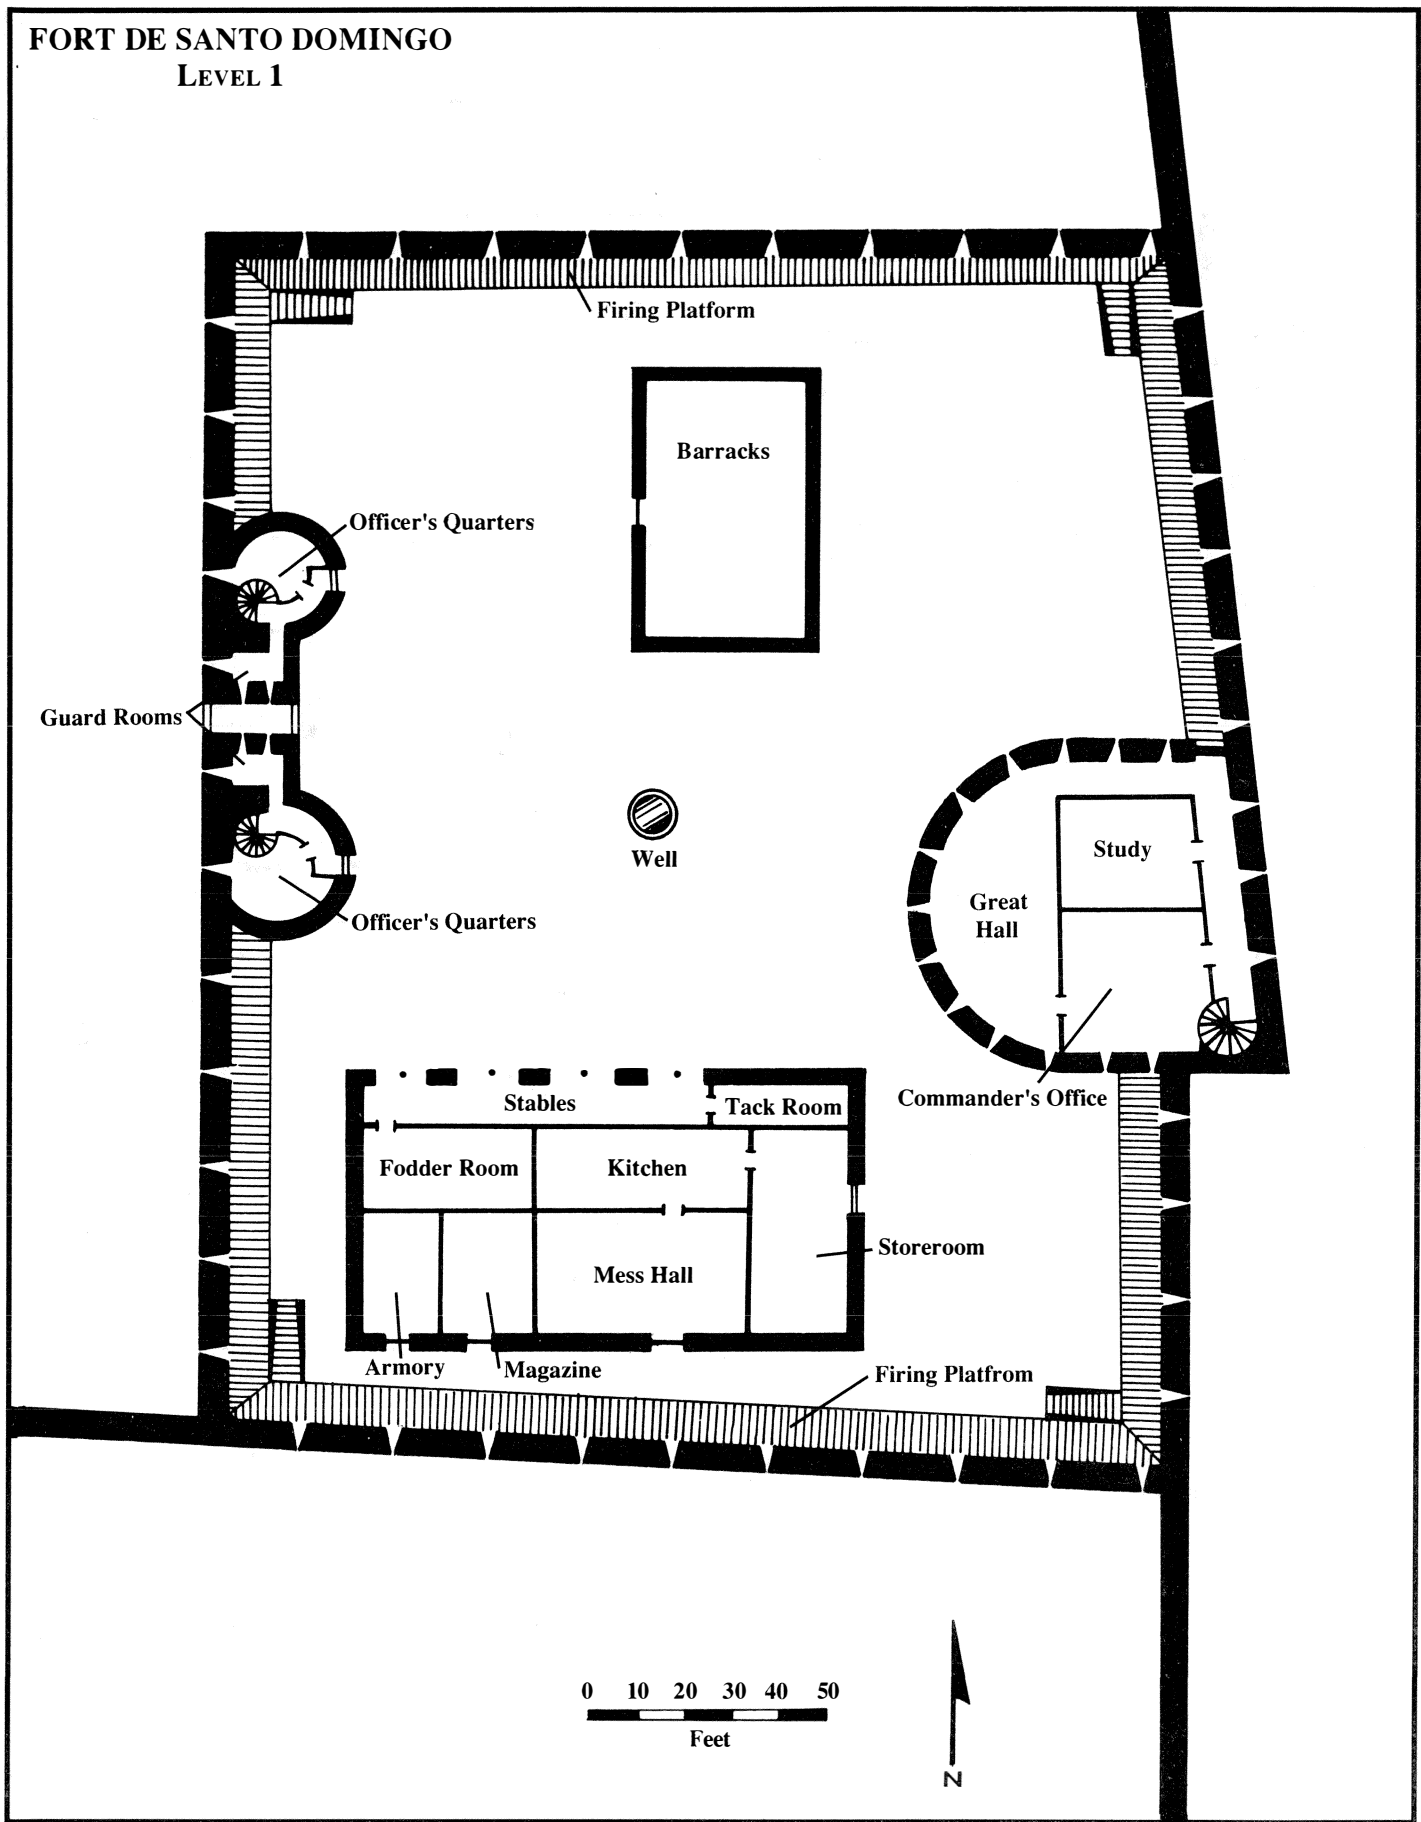 FORT DE SANTO DOMINGO
LEVEL 1
Firing Platform
Barracks
Officer's Quarters
Guard Rooms
Well
Study
Great
Hall
Officer's Quarters
Commander's Office
Stables
Tack Room
Fodder Room
Kitchen
Storeroom
Mess Hall
Armory
Magazine
Firing Platfrom
0 10 20 30 40 50
Feet
N